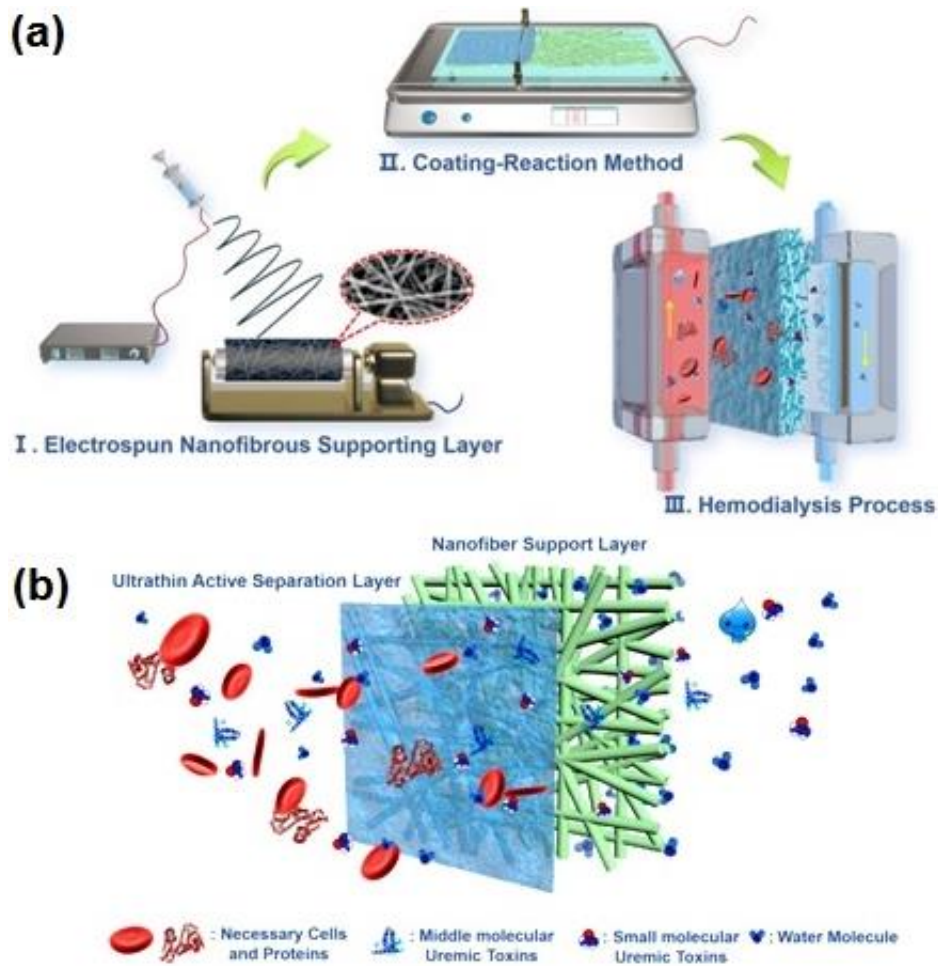 (a)
II. Coating-Reaction Method
I. Electrospun Nanofibrous Supporting Layer
III. Hemodialysis Process
(b)
Nanofiber Support Layer
Ultrathin Active Separation Layer
: Necessary Cells
and Proteins
: Middle molecular
Uremic Toxins
: Small molecular
Uremic Toxins
: Water Molecule